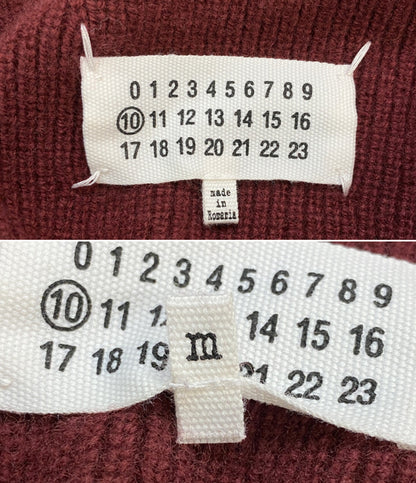 0 1 2 3 4 5 6 7 8 9
10 11 12 13 14 15 16
17 18 19 20 21 22 23
made
in
Romania
0 1 2 3 4 5 6 7 8 9
10 11 14 15 16
m
17 18 19 21 22 23